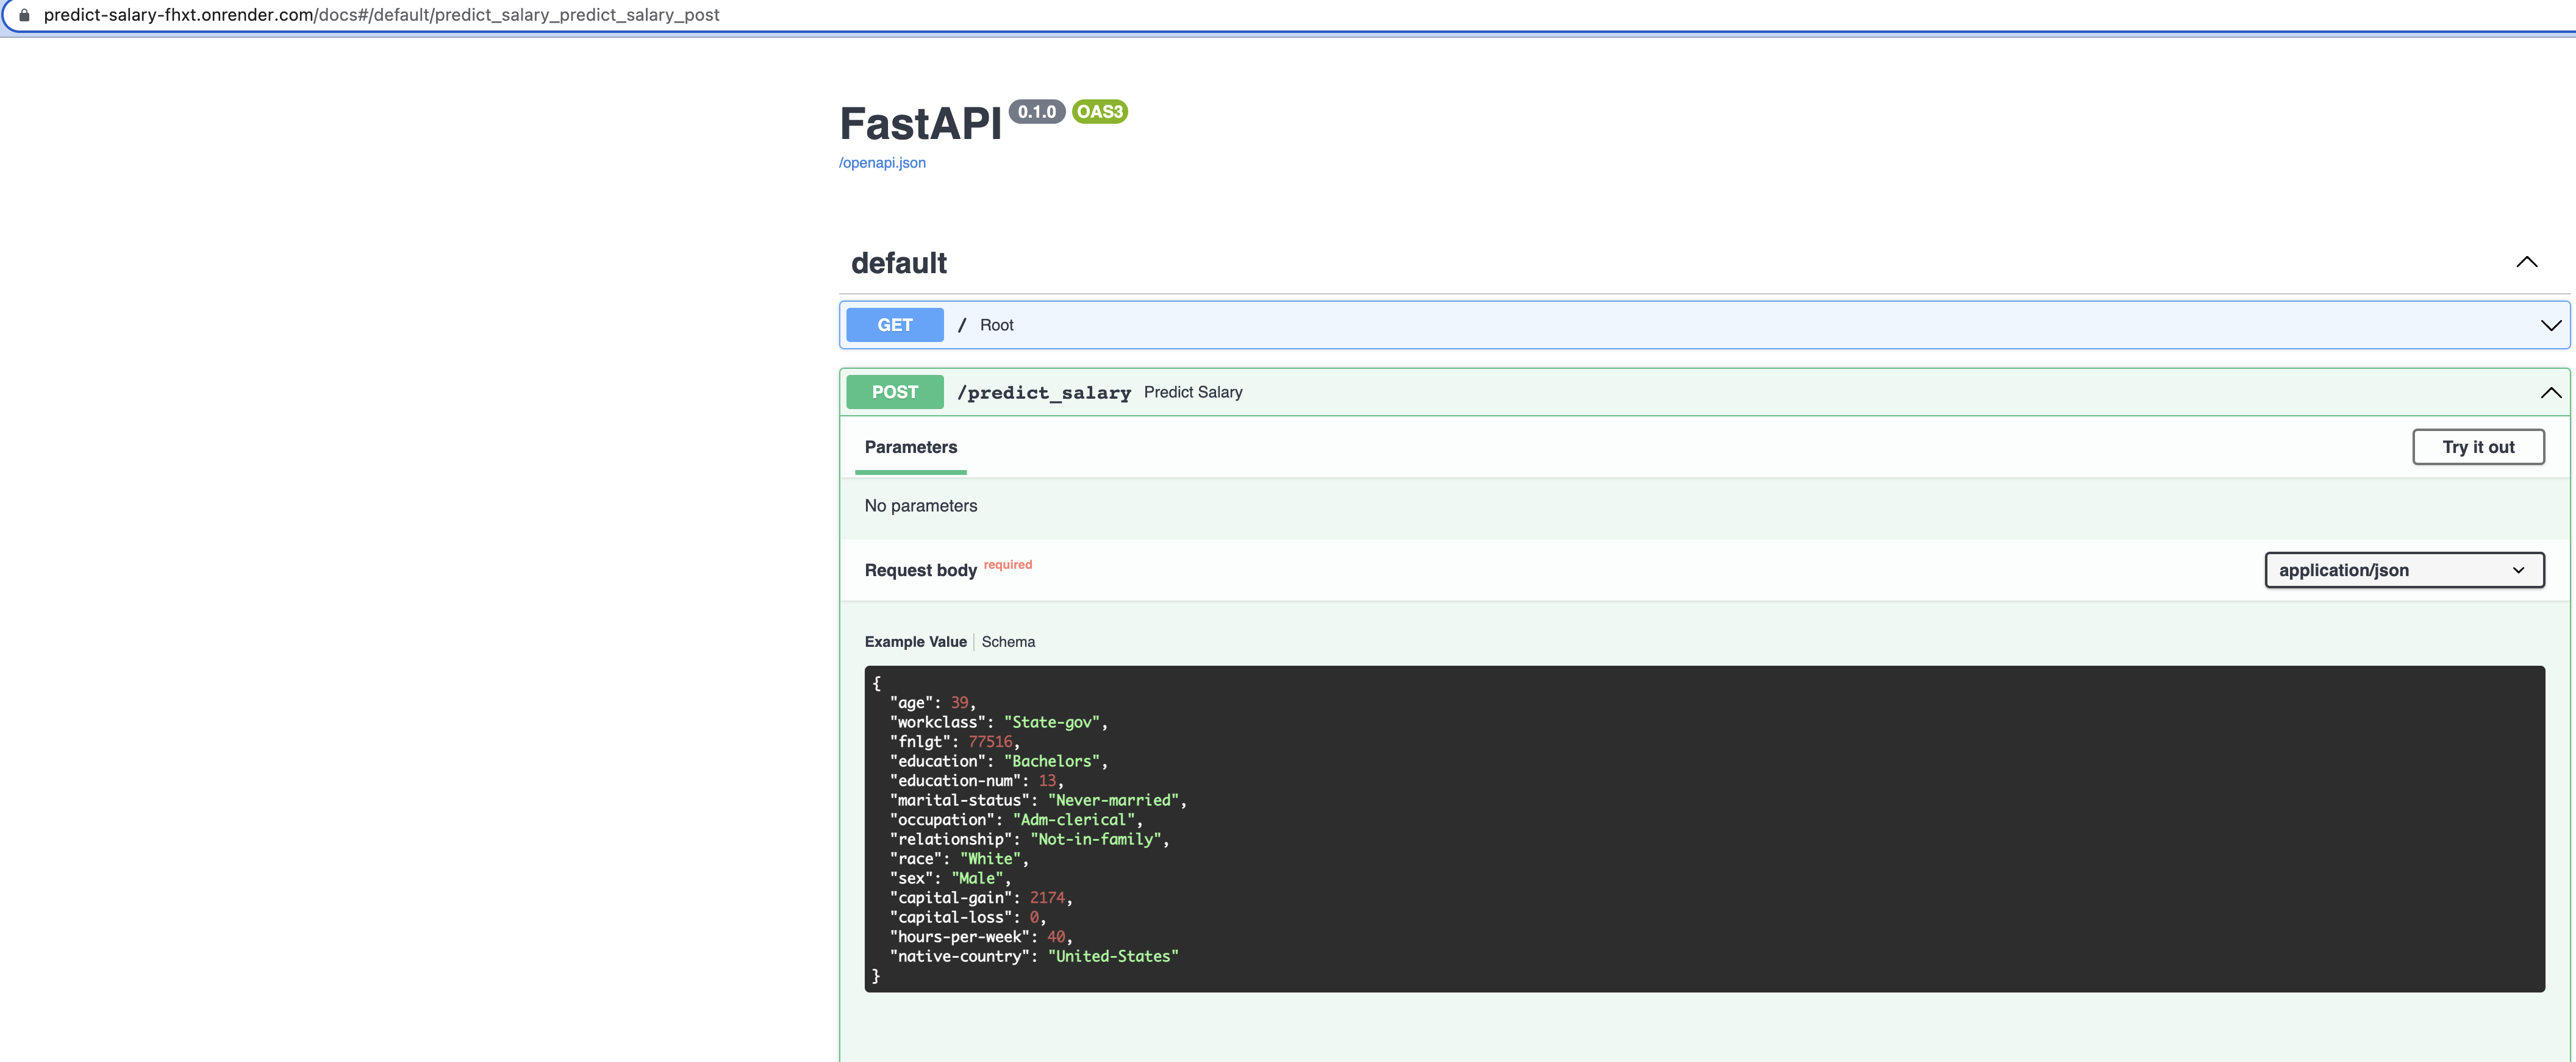 predict-salary-fhxt.onrender.com/docs#/default/predict_salary_predict_salary_post
FastAPI 0.1.0 OAS3
/openapi.json
default
GET / Root
POST /predict_salary Predict Salary
Parameters Try it out
No parameters
Request body required application/json
Example Value Schema
{
"age": 39,
"workclass": "State-gov",
"fnlgt": 77516,
"education": "Bachelors",
"education-num": 13,
"marital-status": "Never-married",
"occupation": "Adm-clerical",
"relationship": "Not-in-family",
"race": "White",
"sex": "Male",
"capital-gain": 2174,
"capital-loss": 0,
"hours-per-week": 40,
"native-country": "United-States"
}